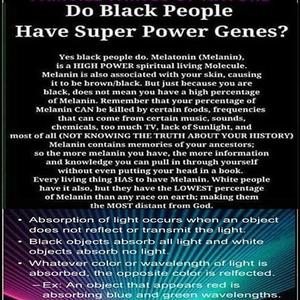 Do Black People
Have Super Power Genes?
Yes black people do. Melatonin (Melanin),
is a HIGH POWER spiritual living Molecule.
Melanin is also associated with your skin, causing
it to be brown/black. But just because you are
black, does not mean you have a high percentage
of Melanin. Remember that your percentage of
Melanin CAN be killed by certain foods, frequencies
that can come from certain music, sounds,
chemicals, too much TV, lack of Sunlight, and
most of all (NOT KNOWING THE TRUTH ABOUT YOUR HISTORY)
Melanin contains memories of your ancestors;
so the more melanin you have, the more information
and knowledge you can pull in through yourself
without even putting your head in a book.
Every living thing HAS to have Melanin. White people
have it also, but they have the LOWEST percentage
of Melanin than any race on earth; making them
the MOST distant from God.
• Absorption of light occurs when an object
does not reflect or transmit the light.
• Black objects absorb all light and white
objects absorb no light.
• Whatever color or wavelength of light is
absorbed, the opposite color is relfected.
–Ex: An object that appears red is
absorbing blue and green wavelengths.